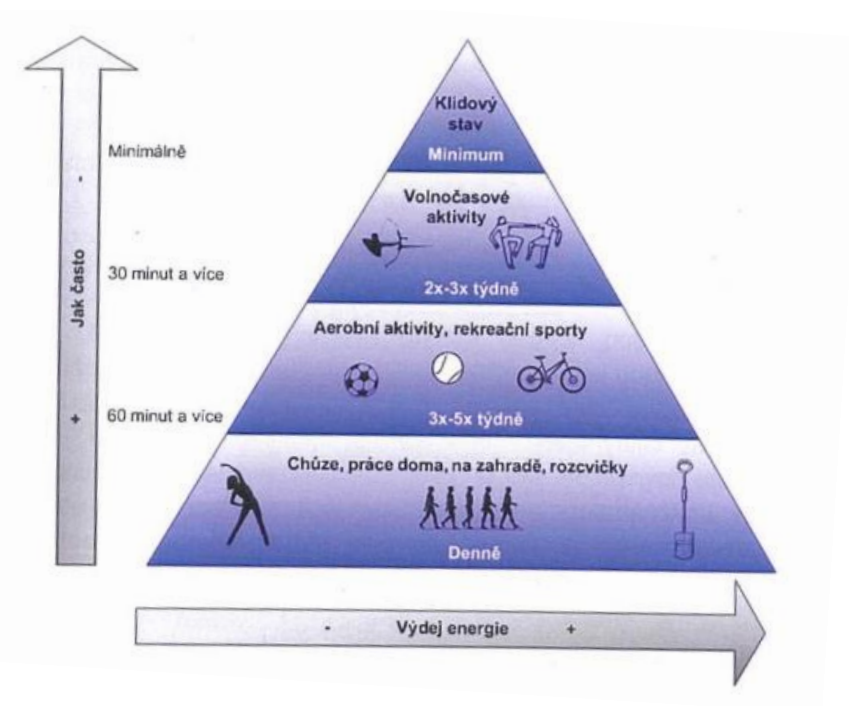 Klidový
stav
Minimum
Minimálně
-
Volnočasové
aktivity
30 minut a více
2x-3x týdně
Jak často
Aerobní aktivity, rekreační sporty
+
60 minut a více
3x-5x týdně
Chůze, práce doma, na zahradě, rozcvičky
Denně
- Výdej energie +